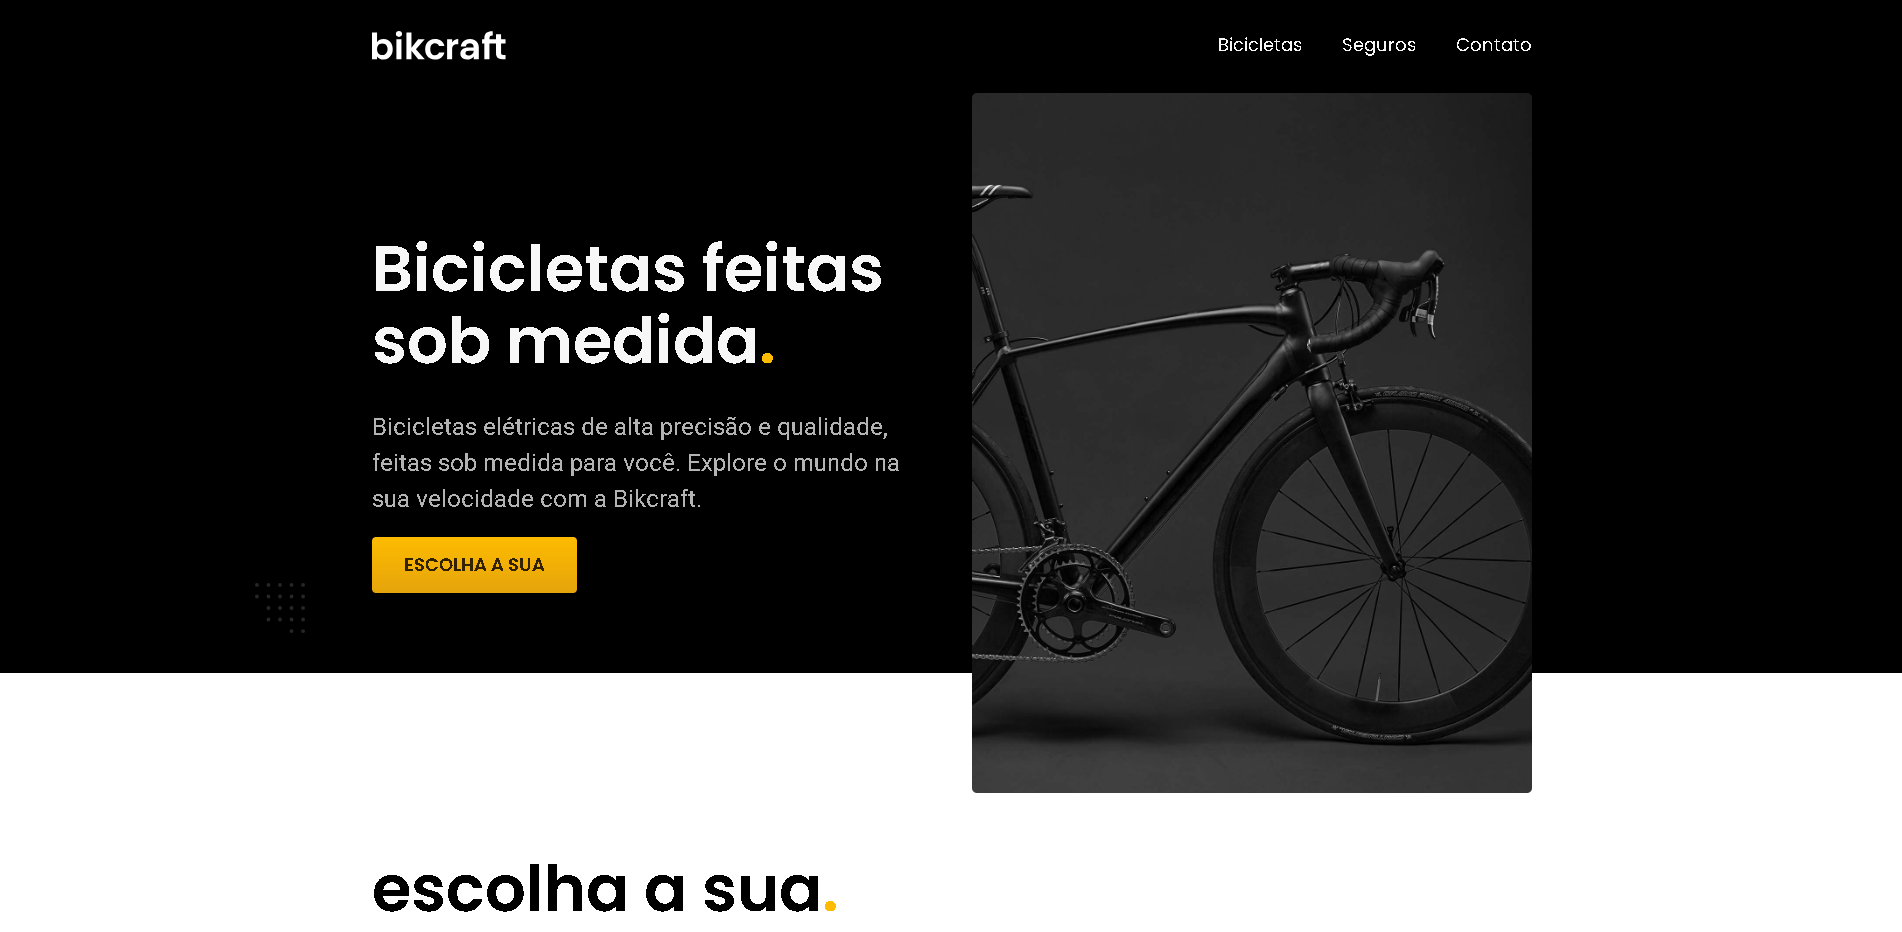 bikcraft
Bicicletas Seguros Contato
Bicicletas feitas
sob medida.
Bicicletas elétricas de alta precisão e qualidade,
feitas sob medida para você. Explore o mundo na
sua velocidade com a Bikcraft.
ESCOLHA A SUA
escolha a sua.